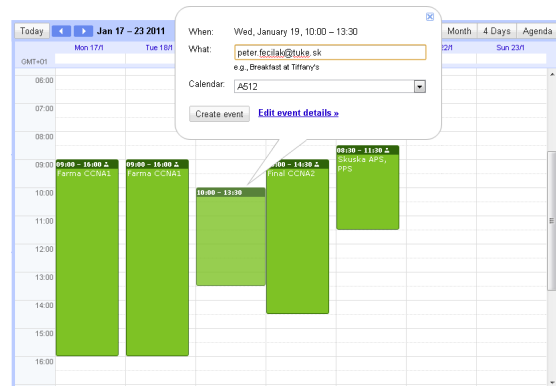 Today Jan 17 – 23 2011 Month 4 Days Agenda
Mon 17/1 Tue 18/1 22/1 Sun 23/1
GMT+01
When: Wed, January 19, 10:00 – 13:30
What: peter.fecilak@tuke.sk
e.g., Breakfast at Tiffany's
Calendar: A512
Create event Edit event details »
06:00
07:00
08:00
09:00
10:00
11:00
12:00
13:00
14:00
15:00
16:00
09:00 – 16:00
Farma CCNA1
09:00 – 16:00
Farma CCNA1
10:00 – 13:30
:00 – 14:30
Final CCNA2
08:30 – 11:30
Skuska APS,
PPS